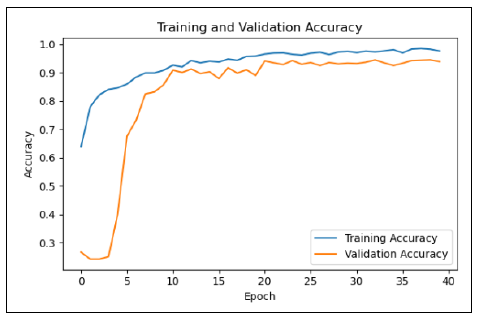 Training and Validation Accuracy
1.0
0.9
0.8
0.7
0.6
0.5
0.4
0.3
Accuracy
Training Accuracy
Validation Accuracy
0 5 10 15 20 25 30 35 40
Epoch